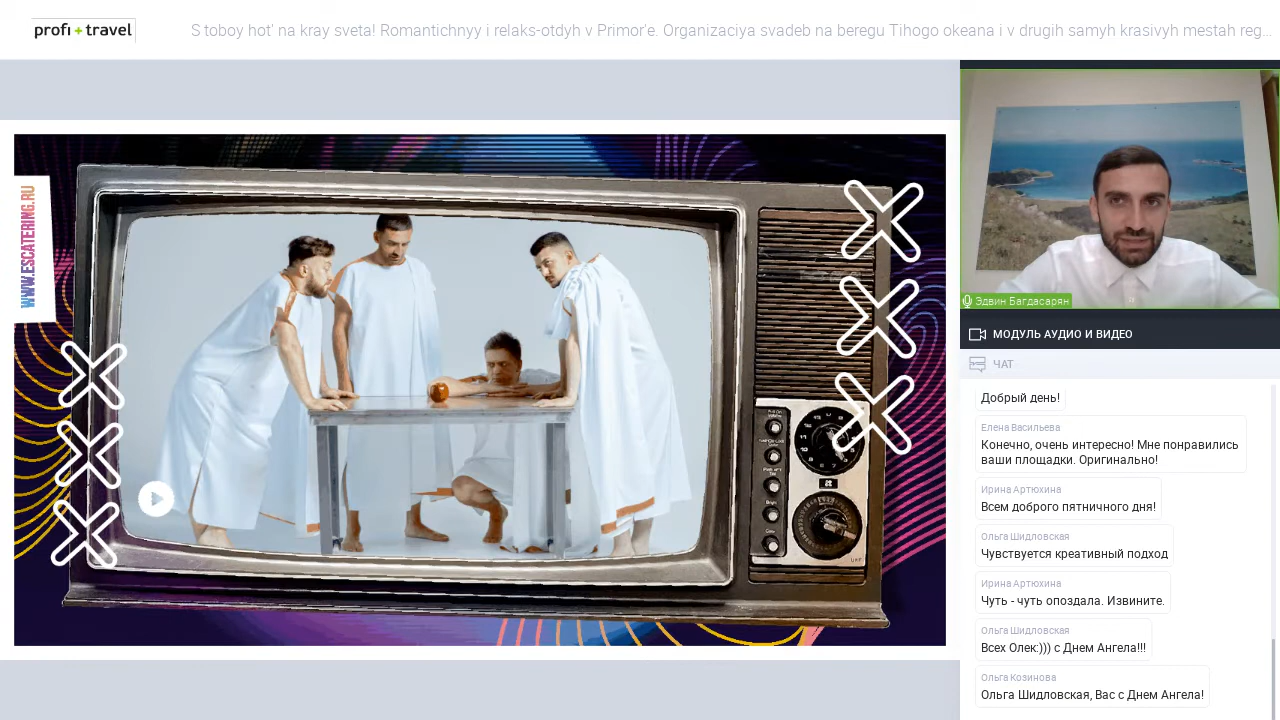 profi + travel
S toboy hot' na kray sveta! Romantichnyy i relaks-otdyh v Primor'e. Organizaciya svadeb na beregu Tihogo okeana i v drugih samyh krasivyh mestah reg...
WWW.ESCATERING.RU
Эдвин Багдасарян
МОДУЛЬ АУДИО И ВИДЕО
ЧАТ
Добрый день!
Елена Васильева
Конечно, очень интересно! Мне понравились
ваши площадки. Оригинально!
Ирина Артюхина
Всем доброго пятничного дня!
Ольга Шидловская
Чувствуется креативный подход
Ирина Артюхина
Чуть - чуть опоздала. Извините.
Ольга Шидловская
Всех Олек:))) с Днем Ангела!!!
Ольга Козинова
Ольга Шидловская, Вас с Днем Ангела!